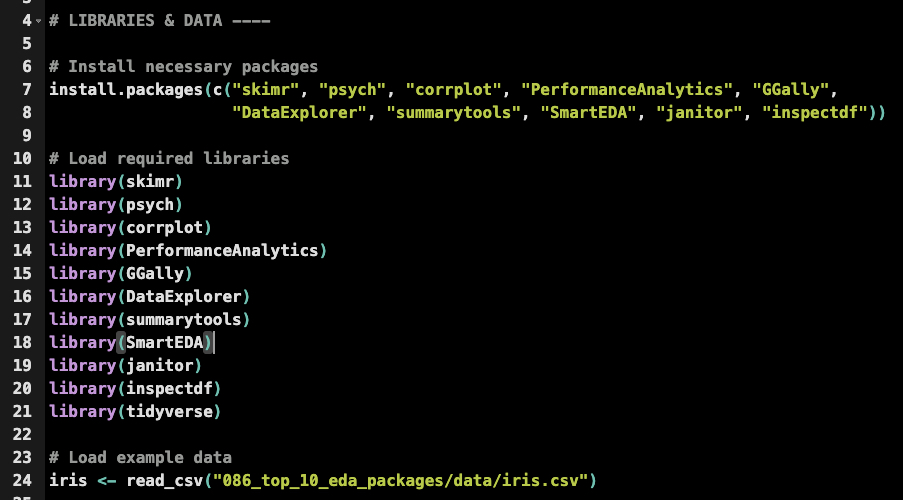 4 # LIBRARIES & DATA ----
5
6 # Install necessary packages
7 install.packages(c("skimr", "psych", "corrplot", "PerformanceAnalytics", "GGally",
8 "DataExplorer", "summarytools", "SmartEDA", "janitor", "inspectdf"))
9
10 # Load required libraries
11 library(skimr)
12 library(psych)
13 library(corrplot)
14 library(PerformanceAnalytics)
15 library(GGally)
16 library(DataExplorer)
17 library(summarytools)
18 library(SmartEDA)
19 library(janitor)
20 library(inspectdf)
21 library(tidyverse)
22
23 # Load example data
24 iris <- read_csv("086_top_10_eda_packages/data/iris.csv")